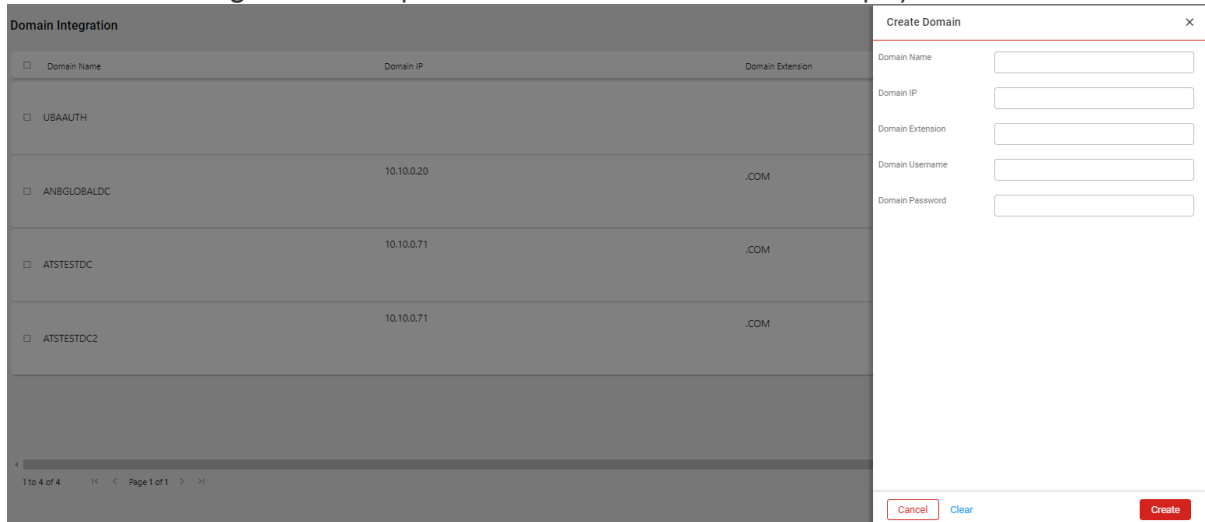 Domain Integration
Domain Name Domain IP Domain Extension
UBAAUTH
ANBGLOBALDC 10.10.0.20 .COM
ATSTESTDC 10.10.0.71 .COM
ATSTESTDC2 10.10.0.71 .COM
1 to 4 of 4 Page 1 of 1
Create Domain
Domain Name
Domain IP
Domain Extension
Domain Username
Domain Password
Cancel Clear Create